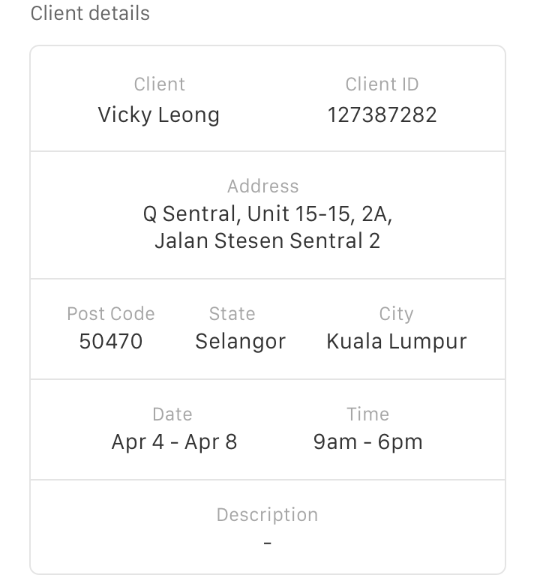 Client details
Client Client ID
Vicky Leong 127387282
Address
Q Sentral, Unit 15-15, 2A,
Jalan Stesen Sentral 2
Post Code State City
50470 Selangor Kuala Lumpur
Date Time
Apr 4 - Apr 8 9am - 6pm
Description
-